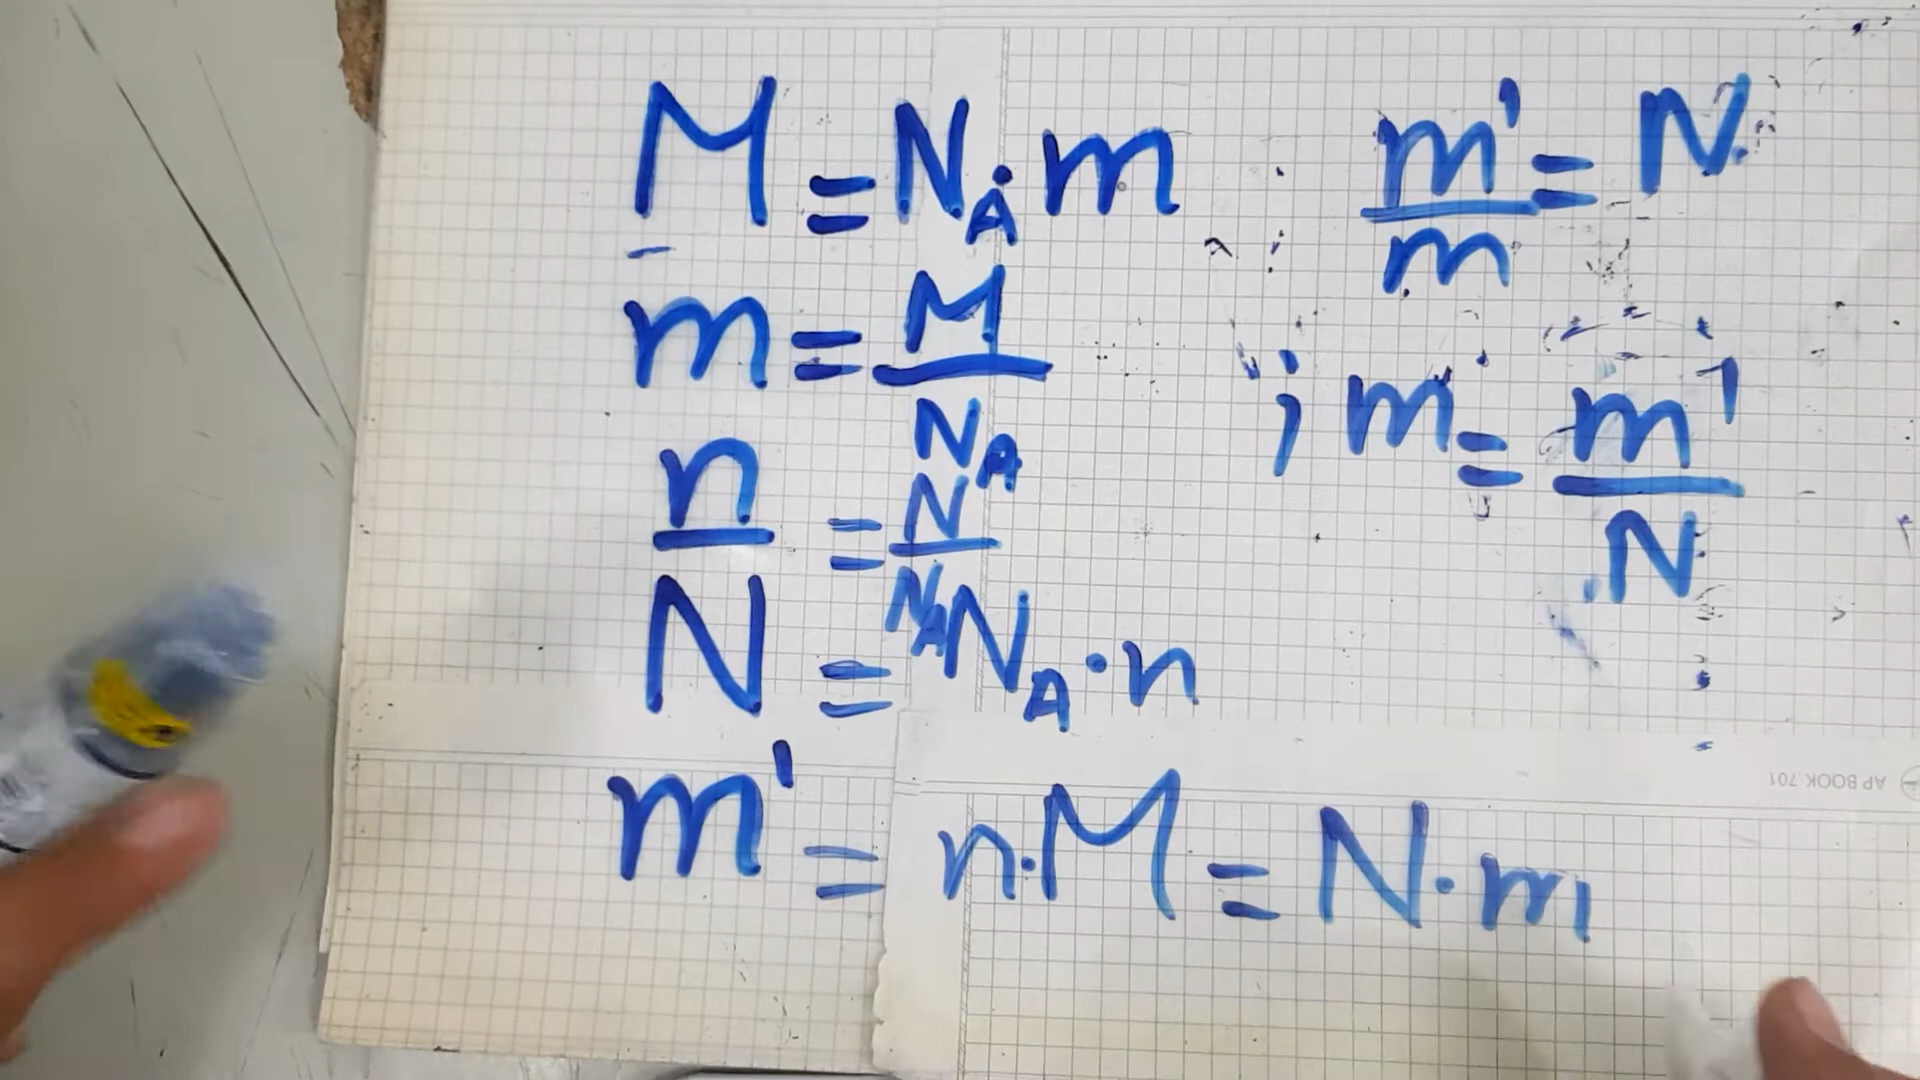 M = N_A · m
m'/m = N
m = M/N_A
; m = m'/N
n = N/N_A
N = N_A · n
m' = n · M = N · m
AP BOOK 701